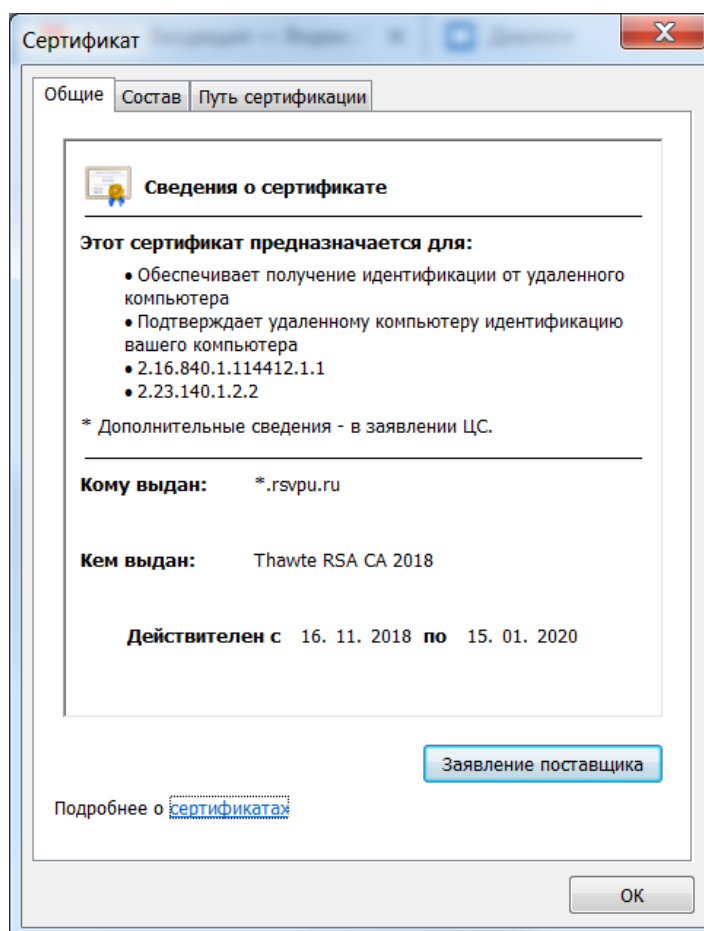 Сертификат
Общие Состав Путь сертификации
Сведения о сертификате
Этот сертификат предназначается для:
• Обеспечивает получение идентификации от удаленного
компьютера
• Подтверждает удаленному компьютеру идентификацию
вашего компьютера
• 2.16.840.1.114412.1.1
• 2.23.140.1.2.2
* Дополнительные сведения - в заявлении ЦС.
Кому выдан: *.rsvpu.ru
Кем выдан: Thawte RSA CA 2018
Действителен с 16. 11. 2018 по 15. 01. 2020
Заявление поставщика
Подробнее о сертификатах
ОК